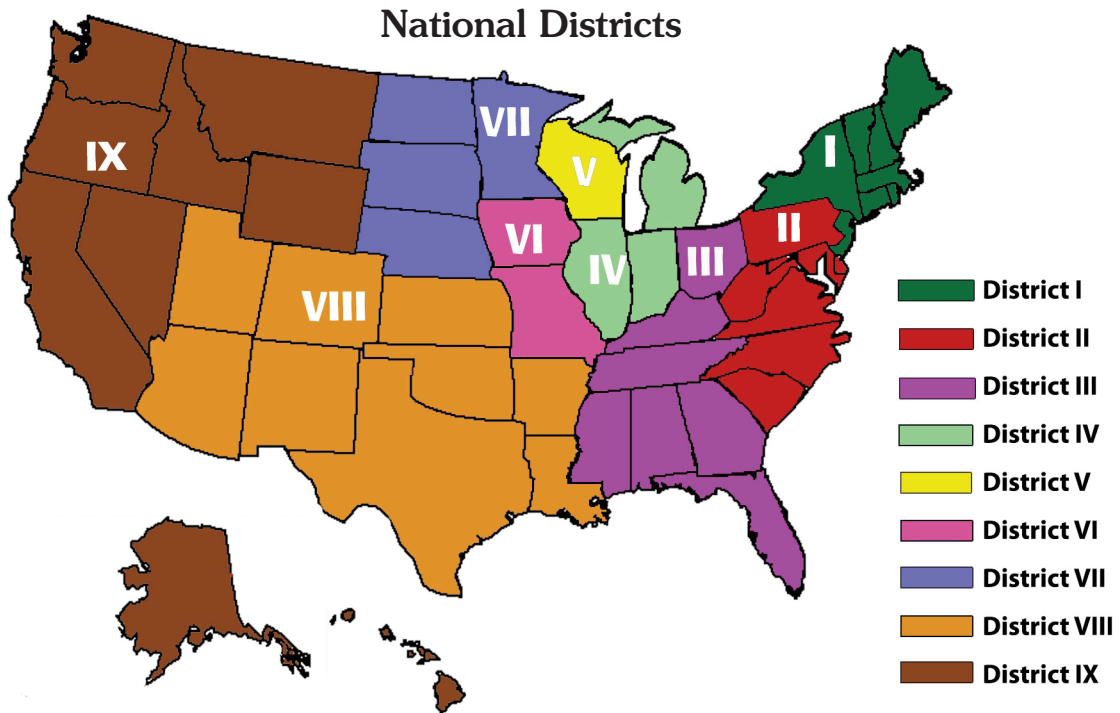 National Districts
VII
I
IX
V
II
VI
III
IV
VIII
District I
District II
District III
District IV
District V
District VI
District VII
District VIII
District IX